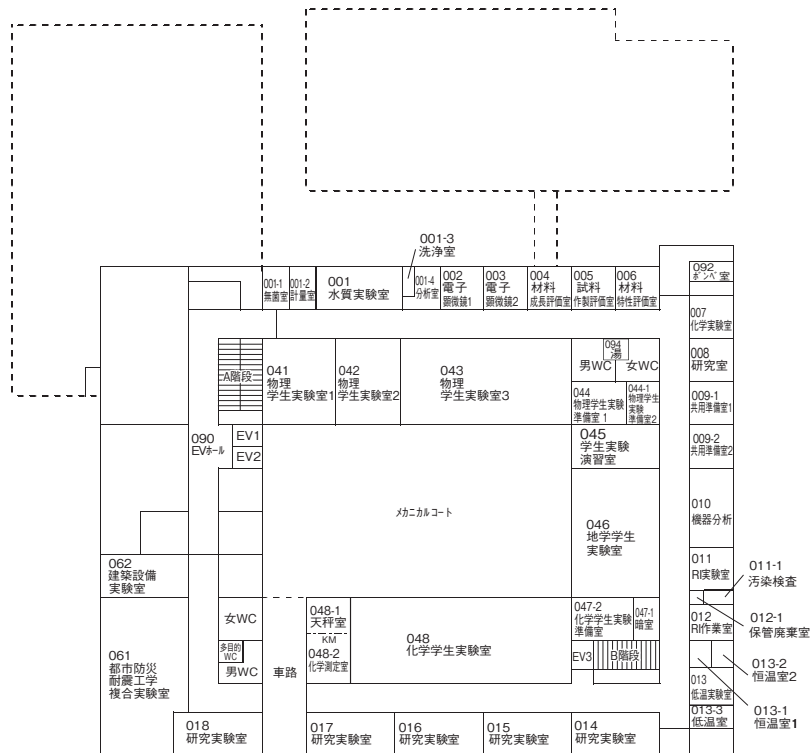 001-3
洗浄室
001-1
無菌室
001-2
計量室
001
水質実験室
001-4
分析室
002
電子
顕微鏡1
003
電子
顕微鏡2
004
材料
成長評価室
005
試料
作製評価室
006
材料
特性評価室
092
ボンベ室
007
化学実験室
A階段
041
物理
学生実験室1
042
物理
学生実験室2
043
物理
学生実験室3
094
湯
男WC
女WC
008
研究室
044
物理学生実験
準備室 1
044-1
物理学生
実験
準備室2
009-1
共用準備室1
090
EVホール
EV1
EV2
045
学生実験
演習室
009-2
共用準備室2
メカニカルコート
046
地学学生
実験室
010
機器分析
062
建築設備
実験室
011
RI実験室
011-1
汚染検査
女WC
多目的
WC
男WC
048-1
天秤室
KM
048-2
化学測定室
048
化学学生実験室
047-2
化学学生実験
準備室
047-1
暗室
012
RI作業室
012-1
保管廃棄室
061
都市防災
耐震工学
複合実験室
車路
EV3
B階段
013-2
恒温室2
013
低温実験室
013-1
恒温室1
013-3
低温室
018
研究実験室
017
研究実験室
016
研究実験室
015
研究実験室
014
研究実験室